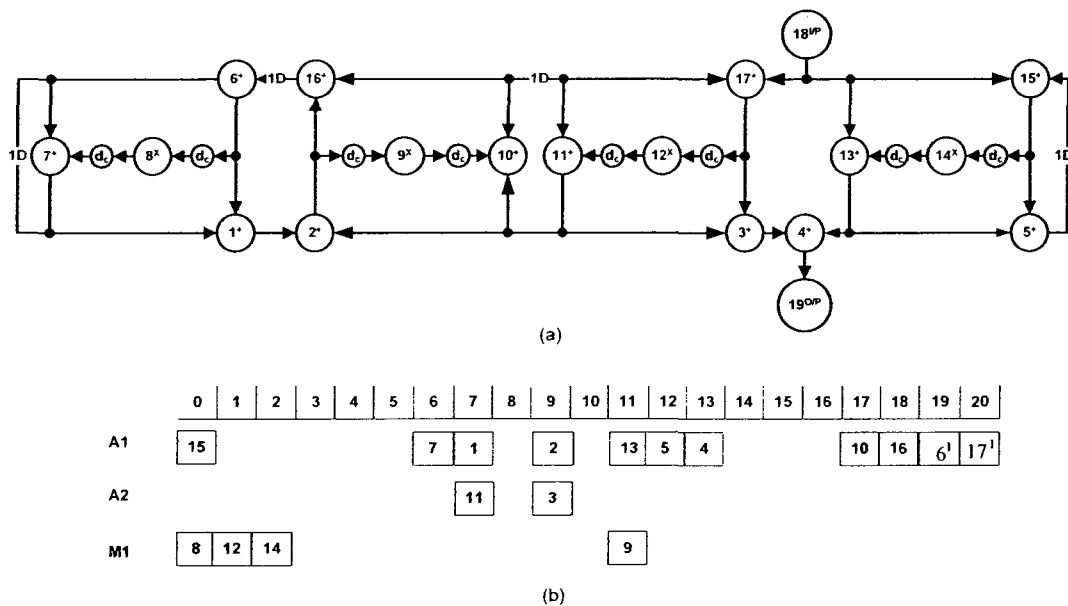 18I/P
6+ 1D 16+ 1D 17+ 15+
1D 7+ dc 8x dc dc 9x dc 10+ 11+ dc 12x dc 13+ dc 14x dc 1D
1+ 2+ 3+ 4+ 5+
19O/P
(a)
0 1 2 3 4 5 6 7 8 9 10 11 12 13 14 15 16 17 18 19 20
A1 15 7 1 2 13 5 4 10 16 6¹ 17¹
A2 11 3
M1 8 12 14 9
(b)